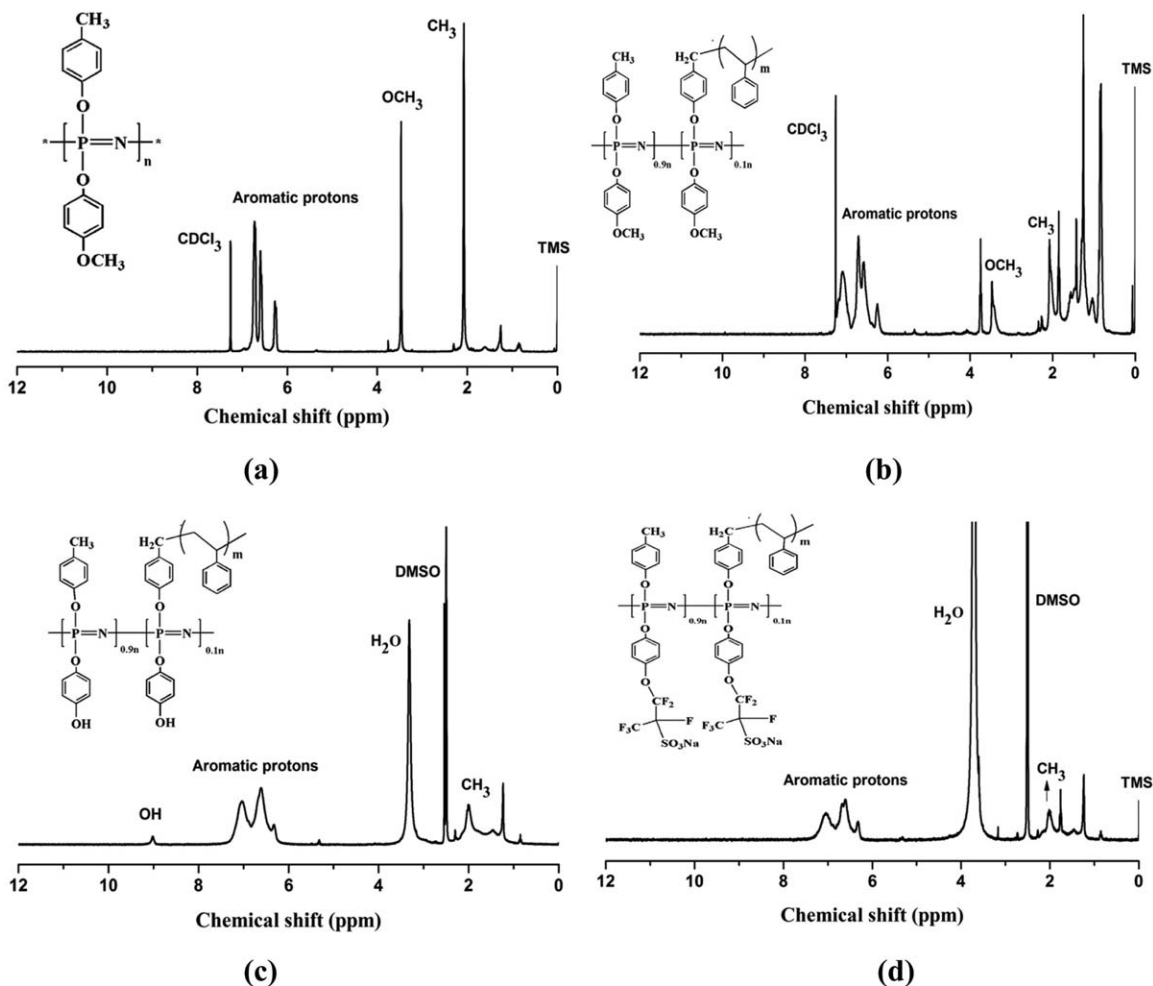 CH3
O
* [ P = N ]n *
O
OCH3
Aromatic protons
CDCl3
OCH3
CH3
TMS
12 10 8 6 4 2 0
Chemical shift (ppm)
(a)
CH3
H2C
m
O O
P = N 0.9n P = N 0.1n
O O
OCH3 OCH3
CDCl3
Aromatic protons
OCH3
CH3
TMS
12 10 8 6 4 2 0
Chemical shift (ppm)
(b)
CH3
H2C
m
O O
P = N 0.9n P = N 0.1n
O O
OH OH
OH
Aromatic protons
H2O
DMSO
CH3
12 10 8 6 4 2 0
Chemical shift (ppm)
(c)
CH3
H2C
m
O O
P = N 0.9n P = N 0.1n
O O
O O
CF2 CF2
F3C F F3C F
SO3Na SO3Na
Aromatic protons
H2O
DMSO
CH3
TMS
12 10 8 6 4 2 0
Chemical shift (ppm)
(d)